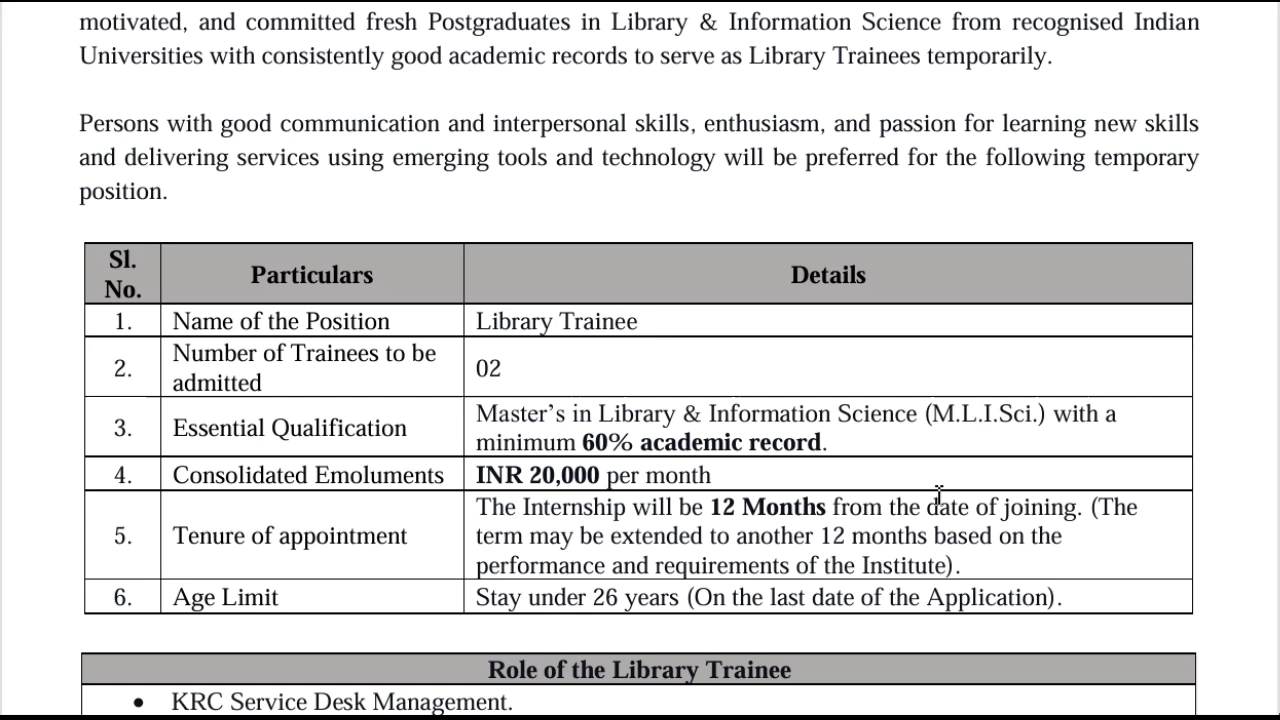 motivated, and committed fresh Postgraduates in Library & Information Science from recognised Indian
Universities with consistently good academic records to serve as Library Trainees temporarily.
Persons with good communication and interpersonal skills, enthusiasm, and passion for learning new skills
and delivering services using emerging tools and technology will be preferred for the following temporary
position.
Sl.
No.
Particulars
Details
1.
Name of the Position
Library Trainee
2.
Number of Trainees to be
admitted
02
3.
Essential Qualification
Master's in Library & Information Science (M.L.I.Sci.) with a
minimum 60% academic record.
4.
Consolidated Emoluments
INR 20,000 per month
5.
Tenure of appointment
The Internship will be 12 Months from the date of joining. (The
term may be extended to another 12 months based on the
performance and requirements of the Institute).
6.
Age Limit
Stay under 26 years (On the last date of the Application).
Role of the Library Trainee
• KRC Service Desk Management.